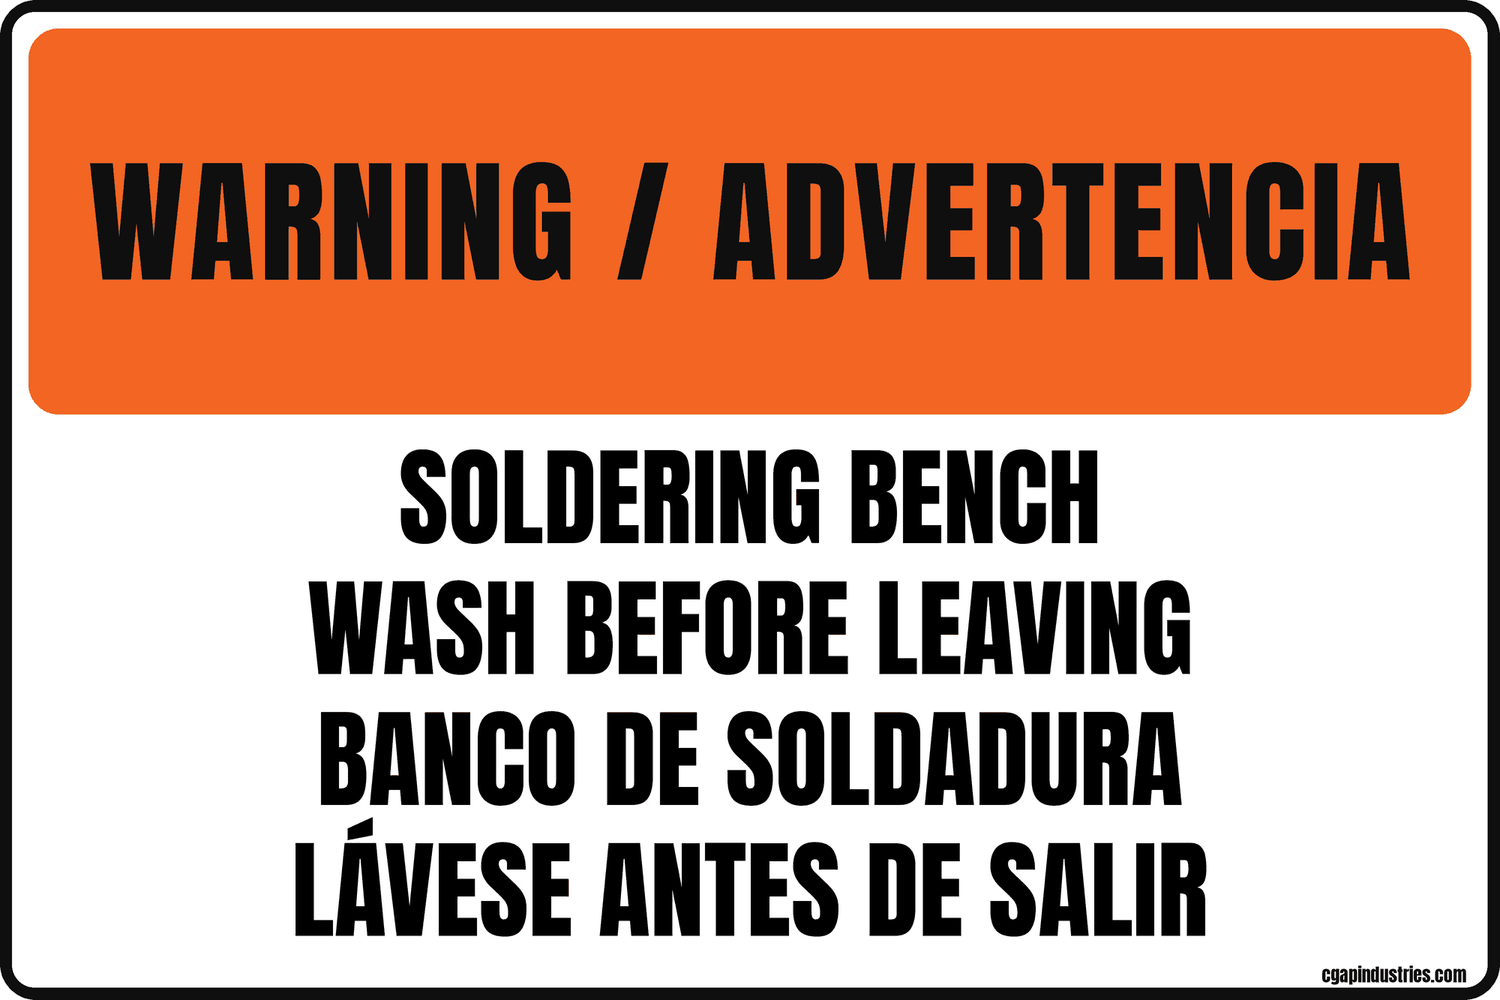 WARNING / ADVERTENCIA
SOLDERING BENCH
WASH BEFORE LEAVING
BANCO DE SOLDADURA
LÁVESE ANTES DE SALIR
cgapindustries.com